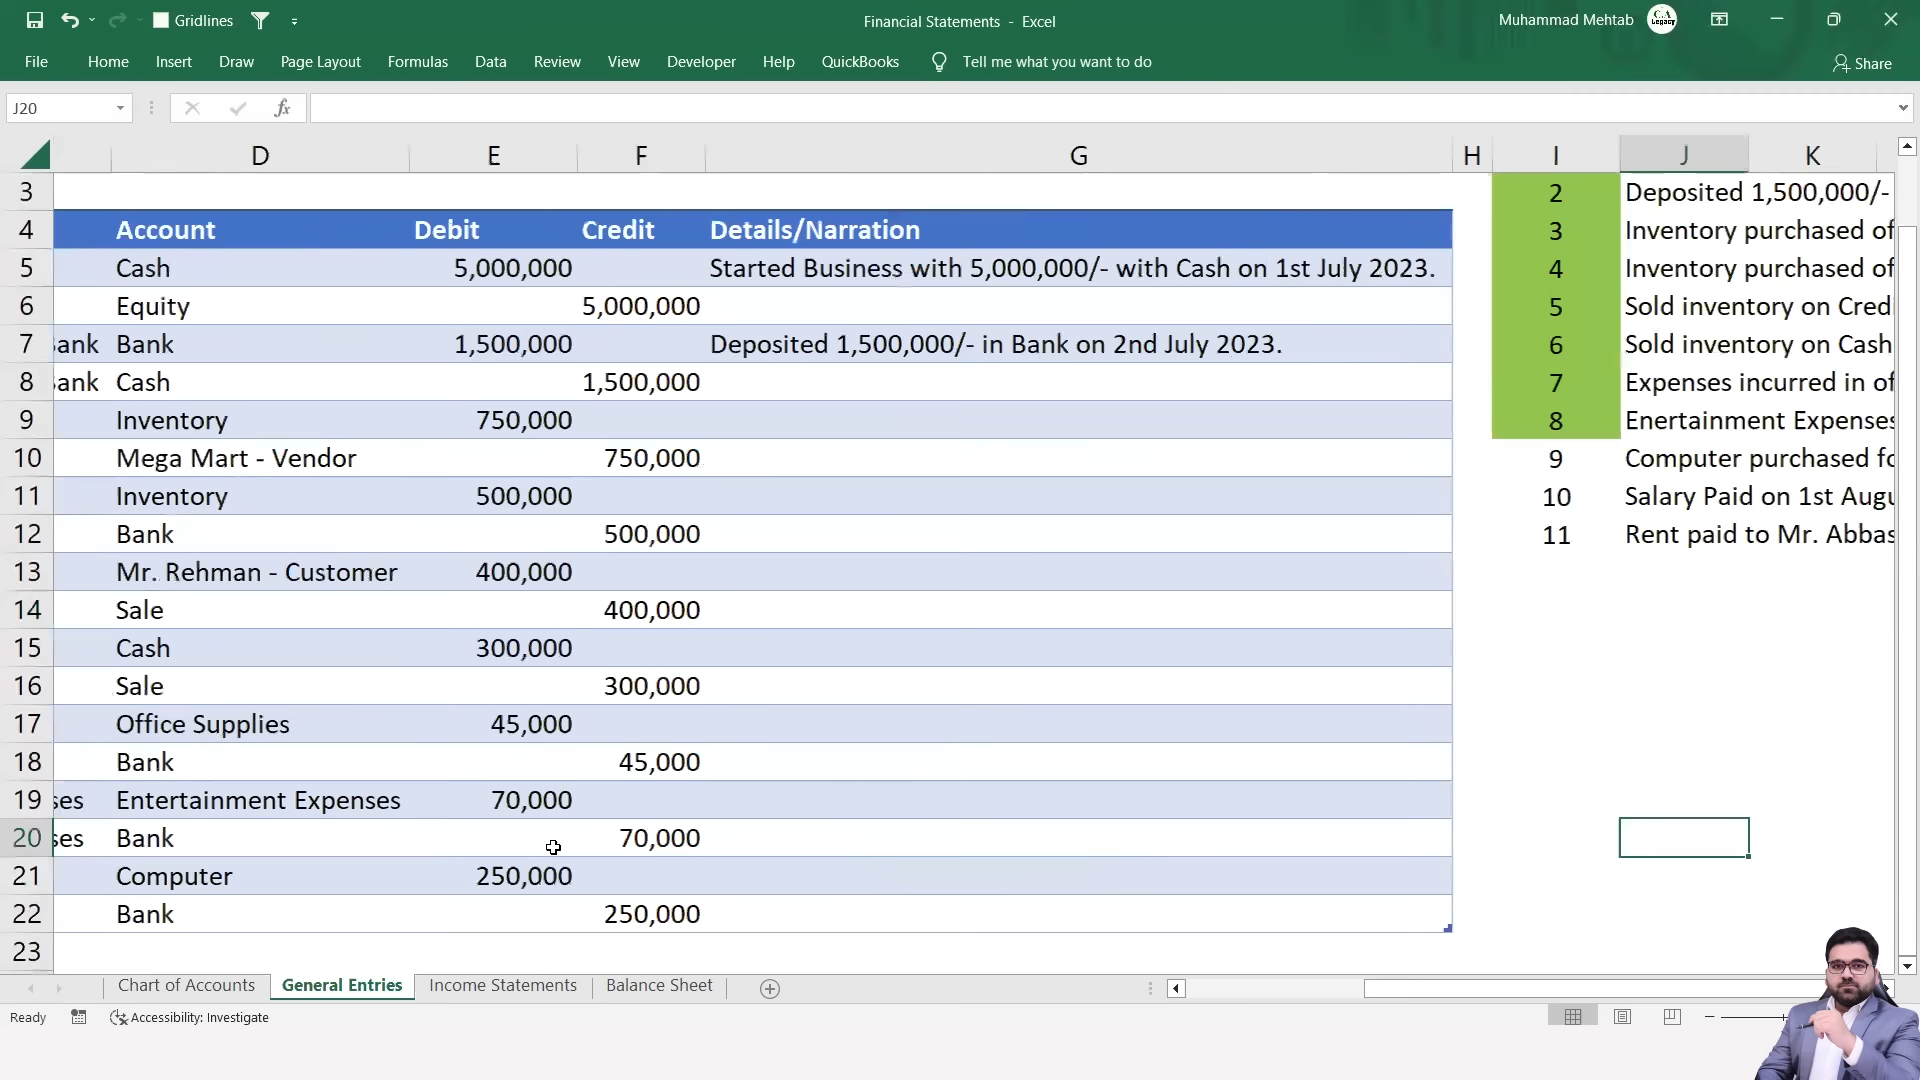 Gridlines
Financial Statements - Excel
Muhammad Mehtab
CA Legacy
File Home Insert Draw Page Layout Formulas Data Review View Developer Help QuickBooks Tell me what you want to do
Share
J20
fx
D E F G H I J K
3 2 Deposited 1,500,000/-
4 Account Debit Credit Details/Narration 3 Inventory purchased of
5 Cash 5,000,000 Started Business with 5,000,000/- with Cash on 1st July 2023. 4 Inventory purchased of
6 Equity 5,000,000 5 Sold inventory on Credi
7 Bank Bank 1,500,000 Deposited 1,500,000/- in Bank on 2nd July 2023. 6 Sold inventory on Cash
8 Bank Cash 1,500,000 7 Expenses incurred in of
9 Inventory 750,000 8 Enertainment Expenses
10 Mega Mart - Vendor 750,000 9 Computer purchased fo
11 Inventory 500,000 10 Salary Paid on 1st Augu
12 Bank 500,000 11 Rent paid to Mr. Abbas
13 Mr. Rehman - Customer 400,000
14 Sale 400,000
15 Cash 300,000
16 Sale 300,000
17 Office Supplies 45,000
18 Bank 45,000
19 ses Entertainment Expenses 70,000
20 ses Bank 70,000
21 Computer 250,000
22 Bank 250,000
23
Chart of Accounts General Entries Income Statements Balance Sheet
Ready Accessibility: Investigate